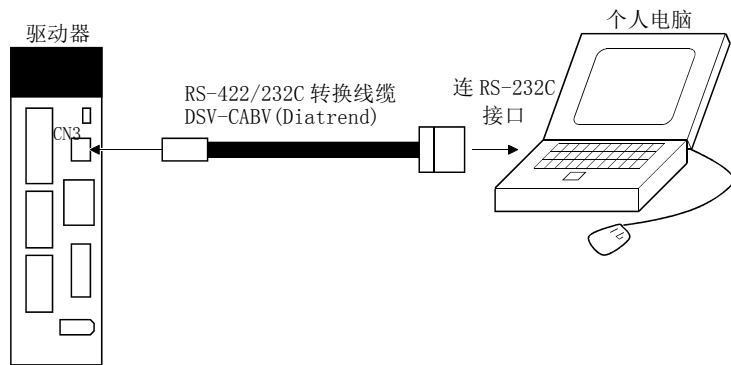 驱动器
个人电脑
RS-422/232C 转换线缆
DSV-CABV(Diatrend)
连 RS-232C
接口
CN3